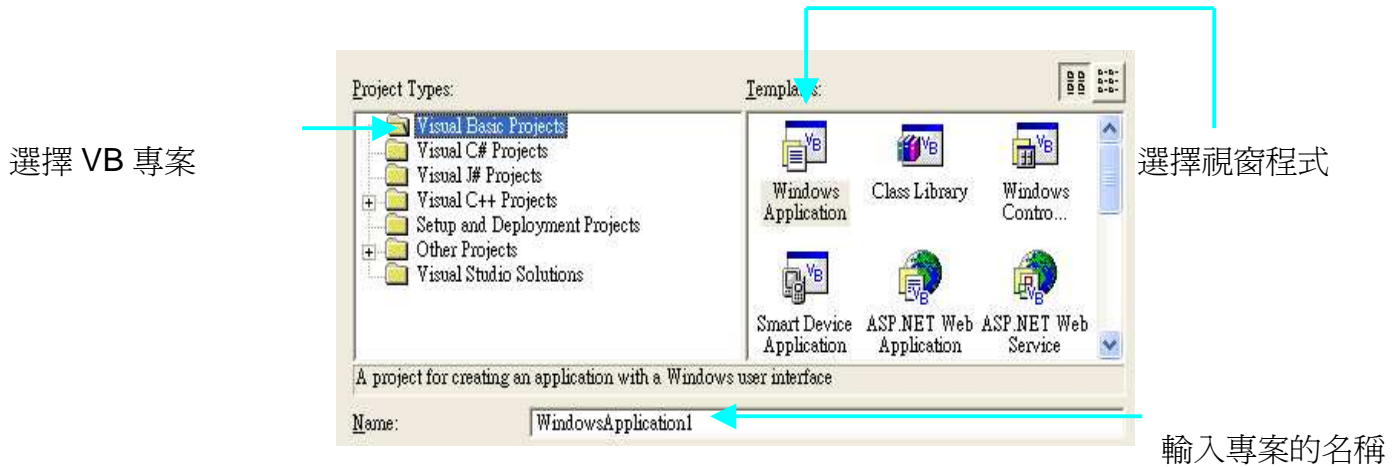 Project Types:
Templates:
Visual Basic Projects
Visual C# Projects
Visual J# Projects
Visual C++ Projects
Setup and Deployment Projects
Other Projects
Visual Studio Solutions
Windows
Application
Class Library
Windows
Contro...
Smart Device
Application
ASP.NET Web
Application
ASP.NET Web
Service
A project for creating an application with a Windows user interface
Name:
WindowsApplication1
選擇 VB 專案
選擇視窗程式
輸入專案的名稱